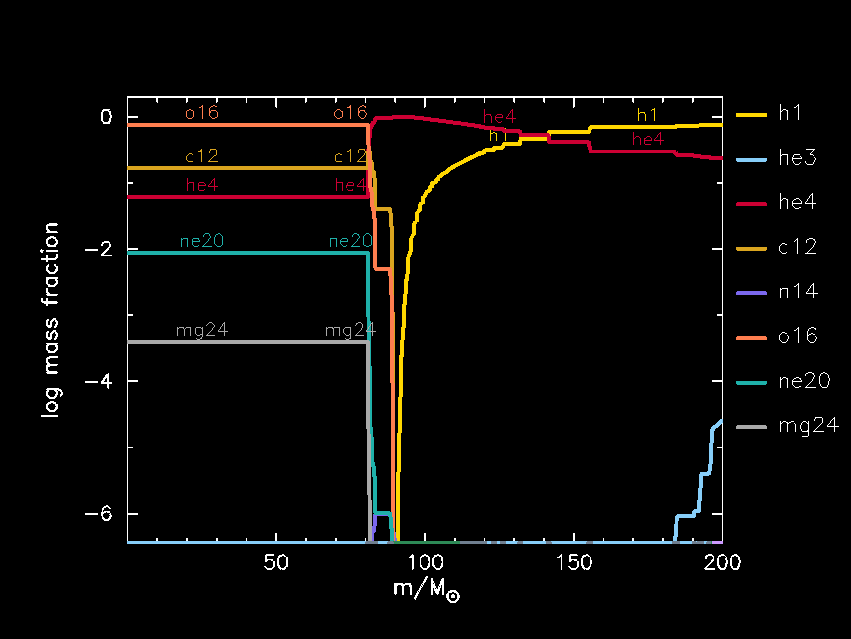 o16 o16
c12 c12
he4 he4
ne20 ne20
mg24 mg24
he4
h1
h1
he4
0
−2
−4
−6
log mass fraction
50 100 150 200
m/M☉
h1
he3
he4
c12
n14
o16
ne20
mg24